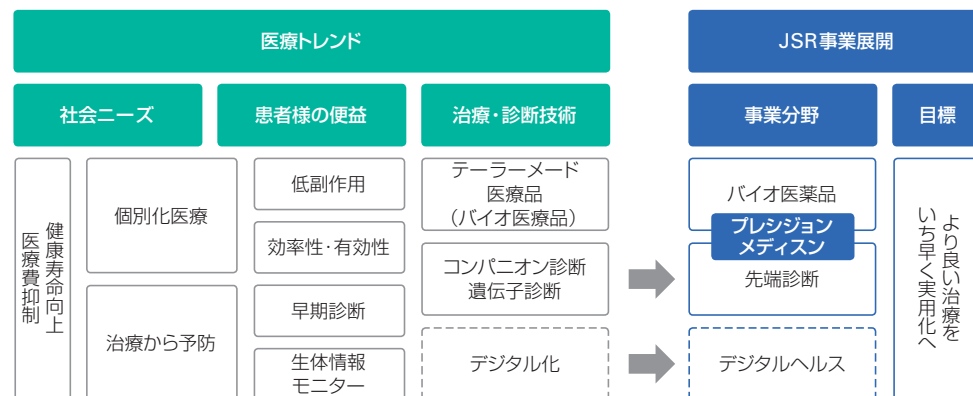 医療トレンド
JSR事業展開
社会ニーズ
患者様の便益
治療・診断技術
事業分野
目標
健康寿命向上
医療費抑制
個別化医療
治療から予防
低副作用
効率性・有効性
早期診断
生体情報
モニター
テーラーメード
医療品
（バイオ医療品）
コンパニオン診断
遺伝子診断
デジタル化
バイオ医薬品
プレシジョン
メディスン
先端診断
デジタルヘルス
より良い治療を
いち早く実用化へ